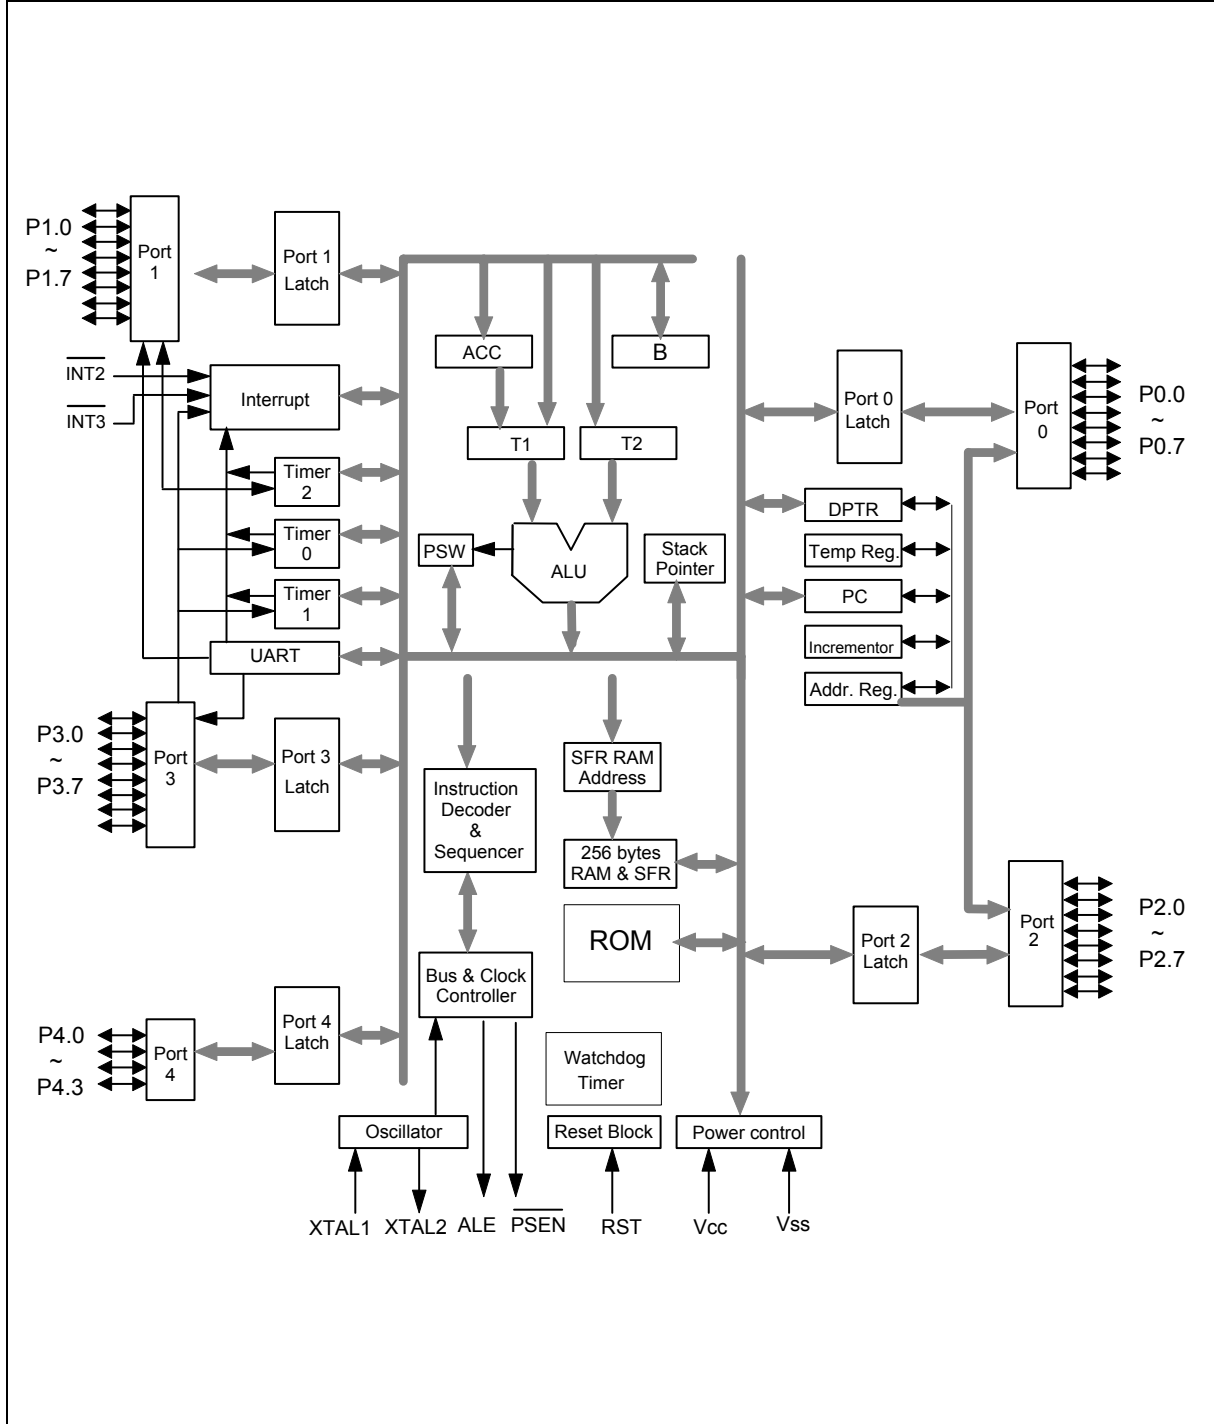 P1.0
~
P1.7
Port
1
Port 1
Latch
INT2
INT3
Interrupt
Timer
2
Timer
0
Timer
1
UART
P3.0
~
P3.7
Port
3
Port 3
Latch
P4.0
~
P4.3
Port
4
Port 4
Latch
ACC
B
T1
T2
PSW
ALU
Stack
Pointer
Instruction
Decoder
&
Sequencer
SFR RAM
Address
256 bytes
RAM & SFR
ROM
Bus & Clock
Controller
Watchdog
Timer
Oscillator
Reset Block
Power control
XTAL1
XTAL2
ALE
PSEN
RST
Vcc
Vss
Port 0
Latch
Port
0
P0.0
~
P0.7
DPTR
Temp Reg.
PC
Incrementor
Addr. Reg.
Port 2
Latch
Port
2
P2.0
~
P2.7